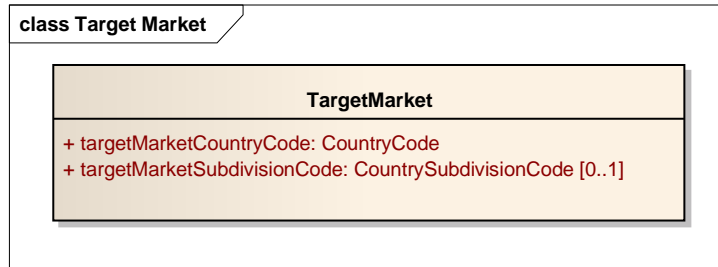 class Target Market
TargetMarket
+ targetMarketCountryCode: CountryCode
+ targetMarketSubdivisionCode: CountrySubdivisionCode [0..1]